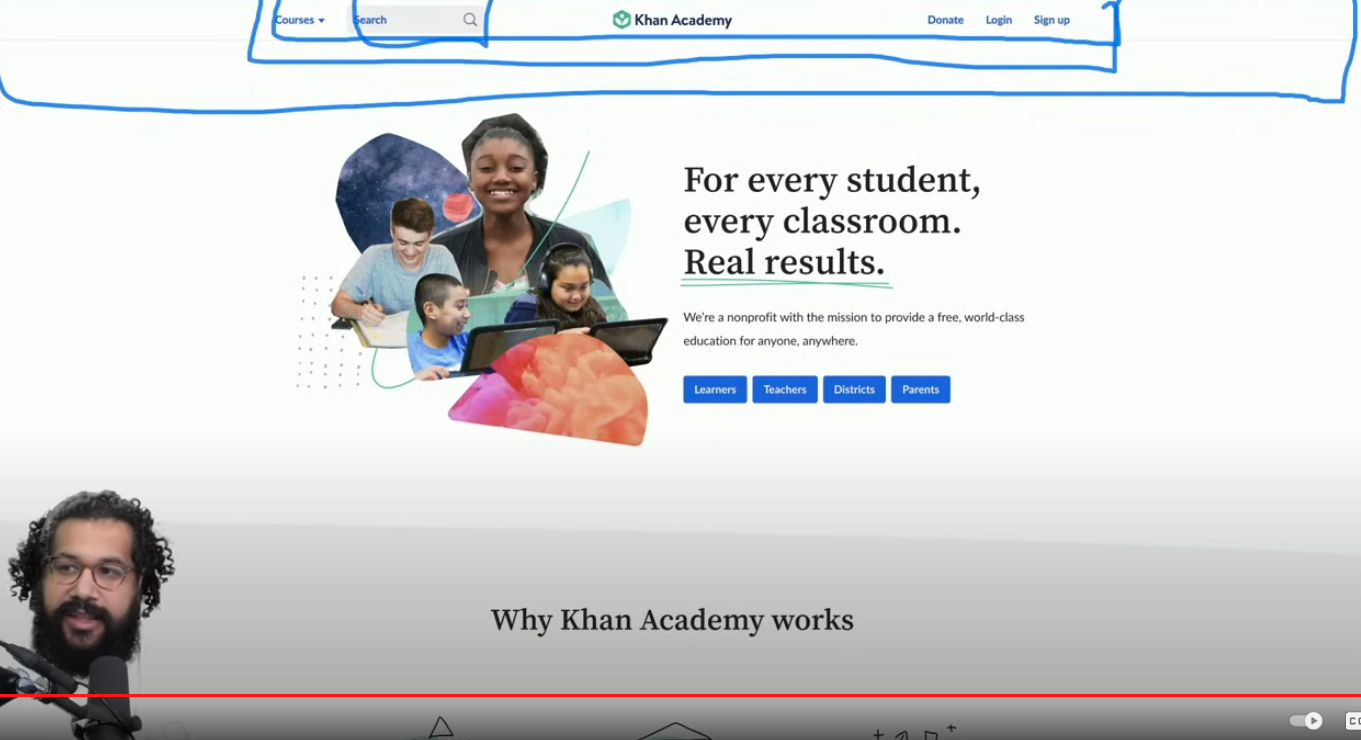 Courses Search Khan Academy Donate Login Sign up
For every student,
every classroom.
Real results.
We're a nonprofit with the mission to provide a free, world-class
education for anyone, anywhere.
Learners Teachers Districts Parents
Why Khan Academy works